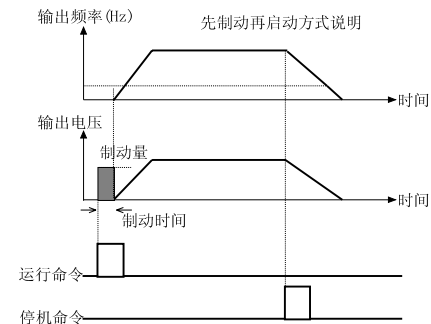 输出频率(Hz)
先制动再启动方式说明
时间
输出电压
制动量
时间
制动时间
运行命令
停机命令